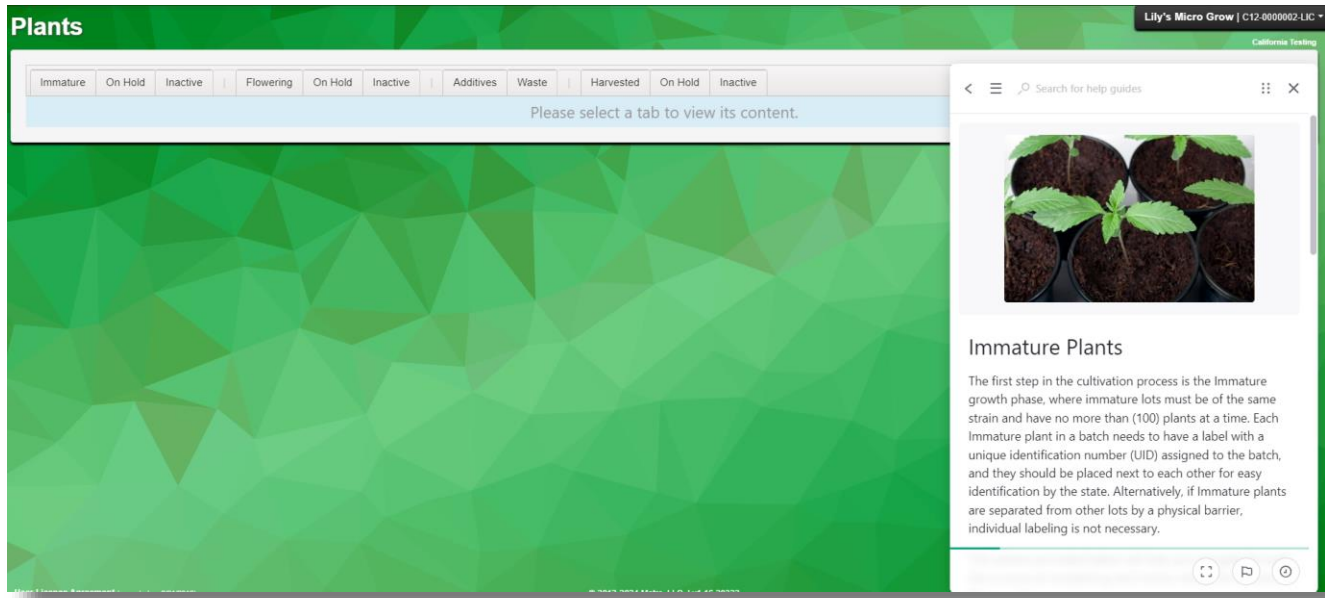 Plants
Lily's Micro Grow | C12-0000002-LIC
California Testing
Immature On Hold Inactive | Flowering On Hold Inactive | Additives Waste | Harvested On Hold Inactive
Please select a tab to view its content.
Search for help guides
Immature Plants
The first step in the cultivation process is the Immature
growth phase, where immature lots must be of the same
strain and have no more than (100) plants at a time. Each
Immature plant in a batch needs to have a label with a
unique identification number (UID) assigned to the batch,
and they should be placed next to each other for easy
identification by the state. Alternatively, if Immature plants
are separated from other lots by a physical barrier,
individual labeling is not necessary.